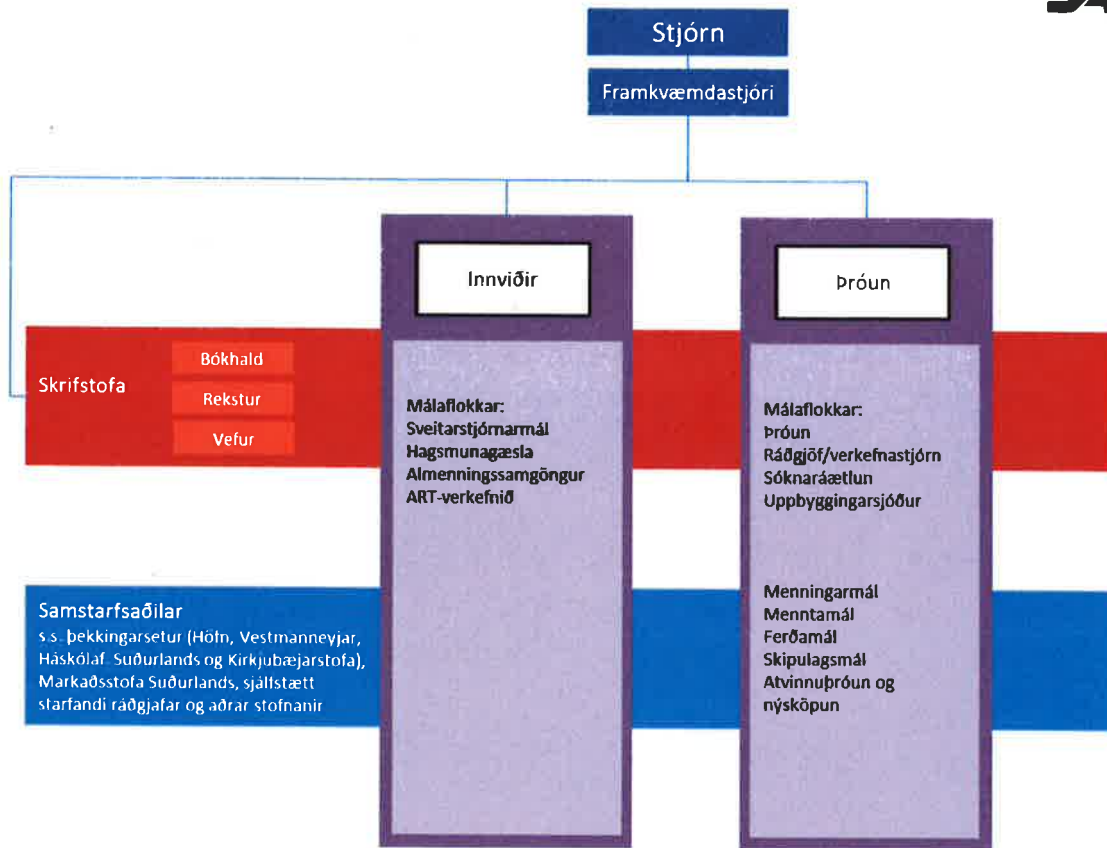 Stjórn
Framkvæmdastjóri
Innviðir
Þróun
Skrifstofa
Bókhald
Rekstur
Vefur
Málaflokkar:
Sveitarstjórnarmál
Hagsmunagæsla
Almenningssamgöngur
ART-verkefnið
Málaflokkar:
Þróun
Ráðgjöf/verkefnastjórn
Sóknaráætlun
Uppbyggingarsjóður
Menningarmál
Menntamál
Ferðamál
Skipulagsmál
Atvinnuþróun og
nýsköpun
Samstarfsaðilar
s.s. þekkingarsetur (Höfn, Vestmanneyjar,
Háskólaf. Suðurlands og Kirkjubæjarstofa),
Markaðsstofa Suðurlands, sjálfstætt
starfandi ráðgjafar og aðrar stofnanir